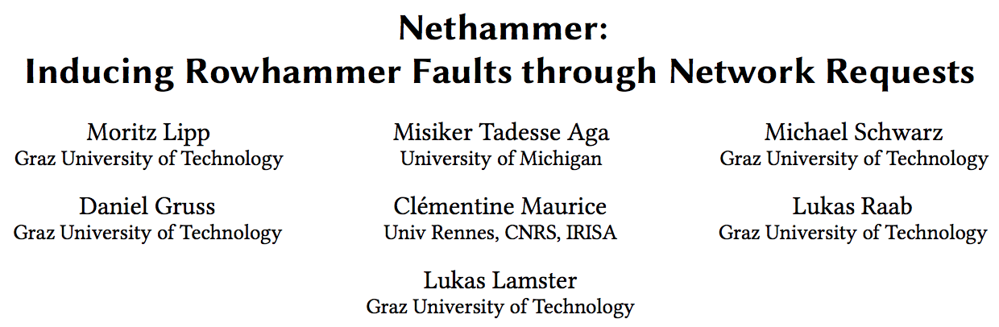 Nethammer:
Inducing Rowhammer Faults through Network Requests
Moritz Lipp
Graz University of Technology
Misiker Tadesse Aga
University of Michigan
Michael Schwarz
Graz University of Technology
Daniel Gruss
Graz University of Technology
Clémentine Maurice
Univ Rennes, CNRS, IRISA
Lukas Raab
Graz University of Technology
Lukas Lamster
Graz University of Technology